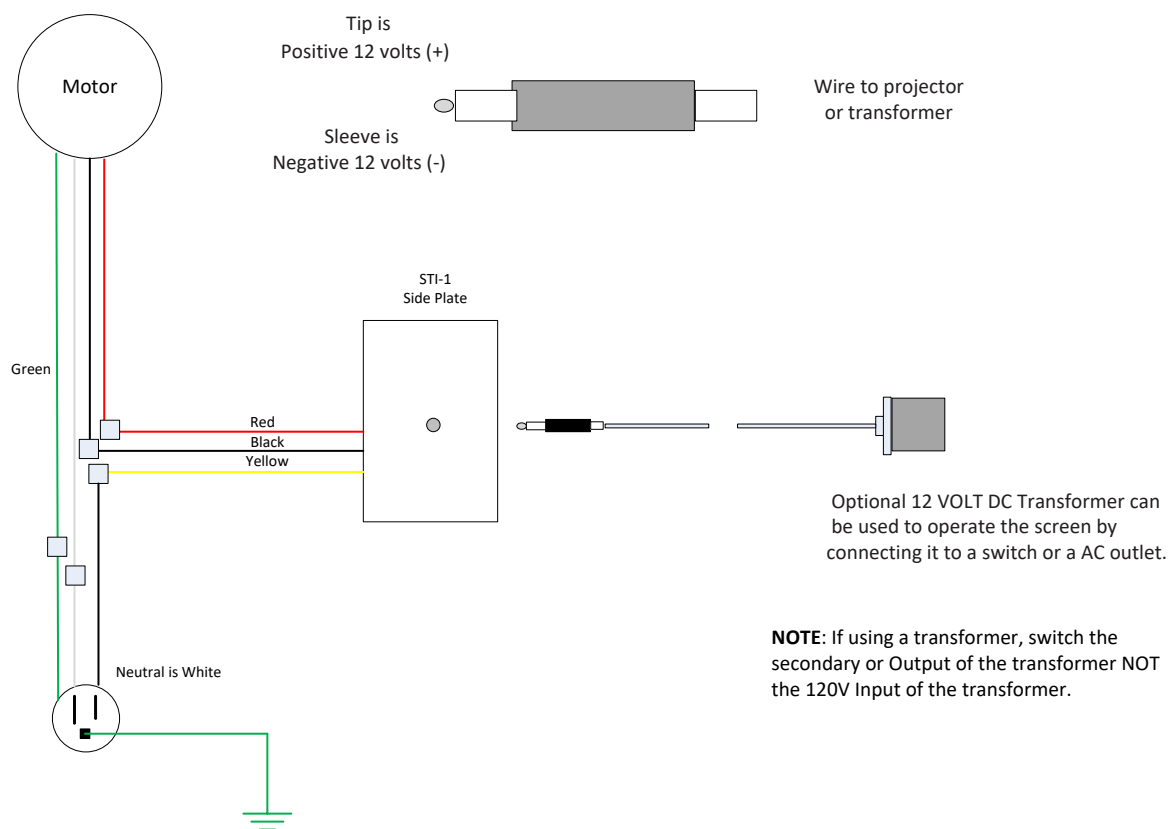 Motor
Tip is
Positive 12 volts (+)
Sleeve is
Negative 12 volts (-)
Wire to projector
or transformer
STI-1
Side Plate
Green
Red
Black
Yellow
Optional 12 VOLT DC Transformer can
be used to operate the screen by
connecting it to a switch or a AC outlet.
NOTE: If using a transformer, switch the
secondary or Output of the transformer NOT
the 120V Input of the transformer.
Neutral is White